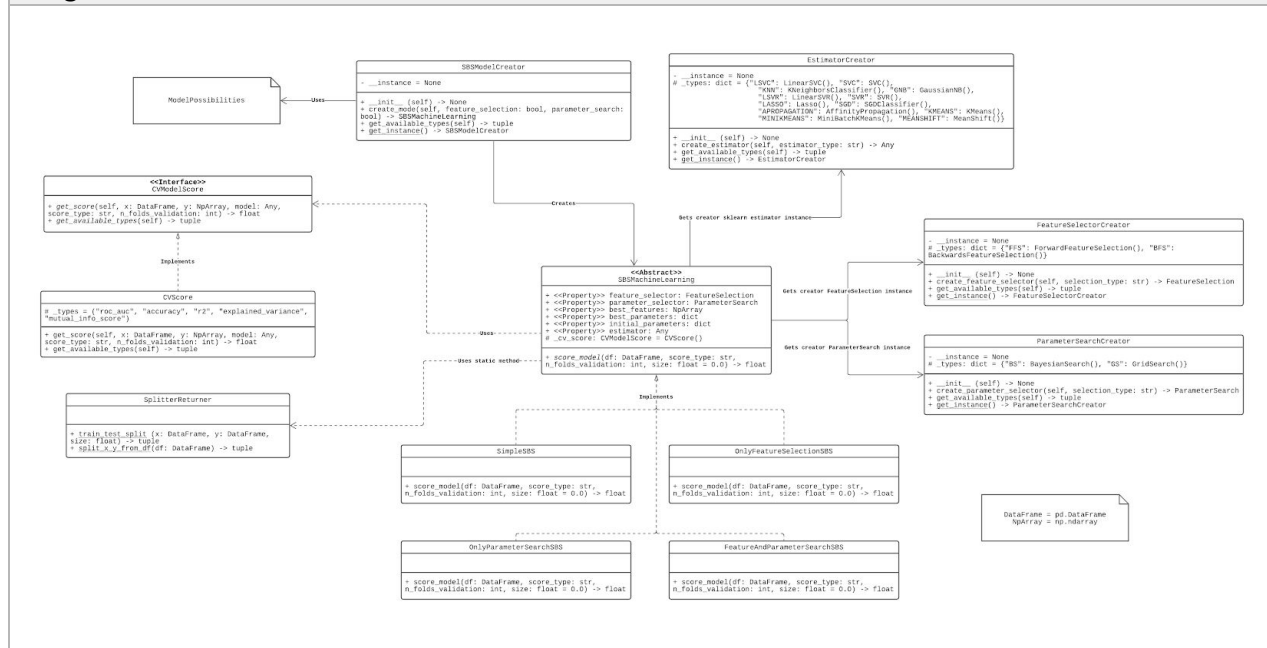 SBSModelCreator
- __instance = None
+ __init__ (self) -> None
+ create_mode(self, feature_selection: bool, parameter_search:
bool) -> SBSMachineLearning
+ get_available_types(self) -> tuple
+ get_instance() -> SBSModelCreator
ModelPossibilities
Uses
EstimatorCreator
- __instance = None
# _types: dict = {"LSVC": LinearSVC(), "SVC": SVC(),
"KNN": KNeighborsClassifier(), "GNB": GaussianNB(),
"LSVR": LinearSVR(), "SVR": SVR(),
"LASSO": Lasso(), "SGD": SGDClassifier(),
"APROPAGATION": AffinityPropagation(), "KMEANS": KMeans(),
"MINIKMEANS": MiniBatchKMeans(), "MEANSHIFT": MeanShift()}
+ __init__ (self) -> None
+ create_estimator(self, estimator_type: str) -> Any
+ get_available_types(self) -> tuple
+ get_instance() -> EstimatorCreator
<<Interface>>
CVModelScore
+ get_score(self, x: DataFrame, y: NpArray, model: Any,
score_type: str, n_folds_validation: int) -> float
+ get_available_types(self) -> tuple
Creates
Gets creator sklearn estimator instance
Implements
FeatureSelectorCreator
- __instance = None
# _types: dict = {"FFS": ForwardFeatureSelection(), "BFS":
BackwardsFeatureSelection()}
+ __init__ (self) -> None
+ create_feature_selector(self, selection_type: str) -> FeatureSelection
+ get_available_types(self) -> tuple
+ get_instance() -> FeatureSelectorCreator
<<Abstract>>
SBSMachineLearning
+ <<Property>> feature_selector: FeatureSelection
+ <<Property>> parameter_selector: ParameterSearch
+ <<Property>> best_features: NpArray
+ <<Property>> best_parameters: dict
+ <<Property>> initial_parameters: dict
+ <<Property>> estimator: Any
# _cv_score: CVModelScore = CVScore()
+ score_model(df: DataFrame, score_type: str,
n_folds_validation: int, size: float = 0.0) -> float
Gets creator FeatureSelection instance
CVScore
# _types = ("roc_auc", "accuracy", "r2", "explained_variance",
"mutual_info_score")
+ get_score(self, x: DataFrame, y: NpArray, model: Any,
score_type: str, n_folds_validation: int) -> float
+ get_available_types(self) -> tuple
Uses
Uses static method
Gets creator ParameterSearch instance
ParameterSearchCreator
- __instance = None
# _types: dict = {"BS": BayesianSearch(), "GS": GridSearch()}
+ __init__ (self) -> None
+ create_parameter_selector(self, selection_type: str) -> ParameterSearch
+ get_available_types(self) -> tuple
+ get_instance() -> ParameterSearchCreator
SplitterReturner
+ train_test_split (x: DataFrame, y: DataFrame,
size: float) -> tuple
+ split_x_y_from_df(df: DataFrame) -> tuple
Implements
SimpleSBS
+ score_model(df: DataFrame, score_type: str,
n_folds_validation: int, size: float = 0.0) -> float
OnlyFeatureSelectionSBS
+ score_model(df: DataFrame, score_type: str,
n_folds_validation: int, size: float = 0.0) -> float
DataFrame = pd.DataFrame
NpArray = np.ndarray
OnlyParameterSearchSBS
+ score_model(df: DataFrame, score_type: str,
n_folds_validation: int, size: float = 0.0) -> float
FeatureAndParameterSearchSBS
+ score_model(df: DataFrame, score_type: str,
n_folds_validation: int, size: float = 0.0) -> float